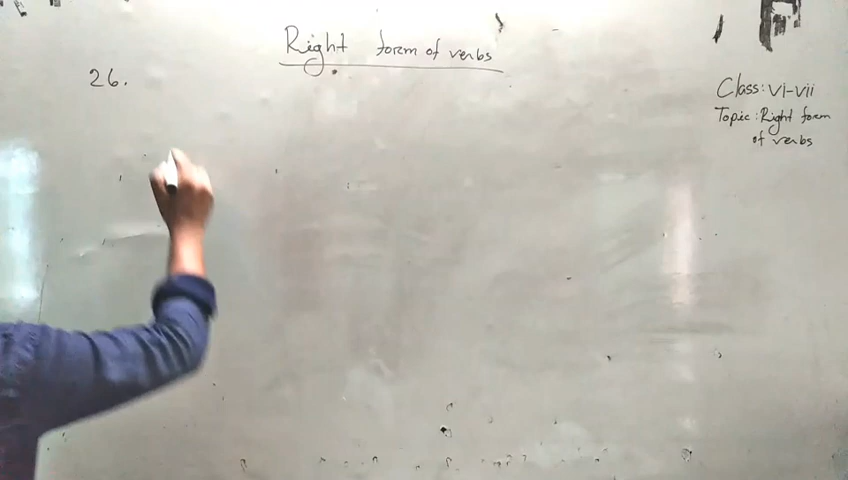 Right form of verbs
26.
Class: VI-VII
Topic: Right form
of verbs